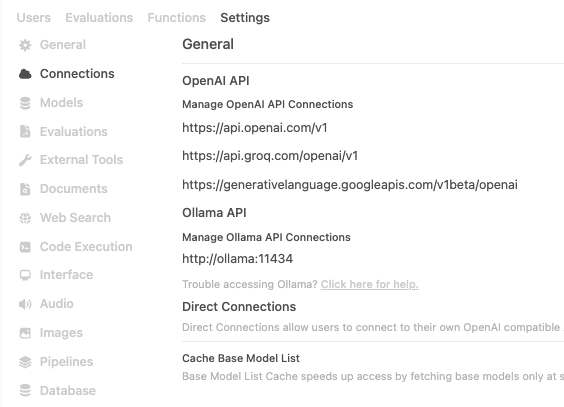 Users Evaluations Functions Settings
General
Connections
Models
Evaluations
External Tools
Documents
Web Search
Code Execution
Interface
Audio
Images
Pipelines
Database
General
OpenAI API
Manage OpenAI API Connections
https://api.openai.com/v1
https://api.groq.com/openai/v1
https://generativelanguage.googleapis.com/v1beta/openai
Ollama API
Manage Ollama API Connections
http://ollama:11434
Trouble accessing Ollama? Click here for help.
Direct Connections
Direct Connections allow users to connect to their own OpenAI compatible
Cache Base Model List
Base Model List Cache speeds up access by fetching base models only at s